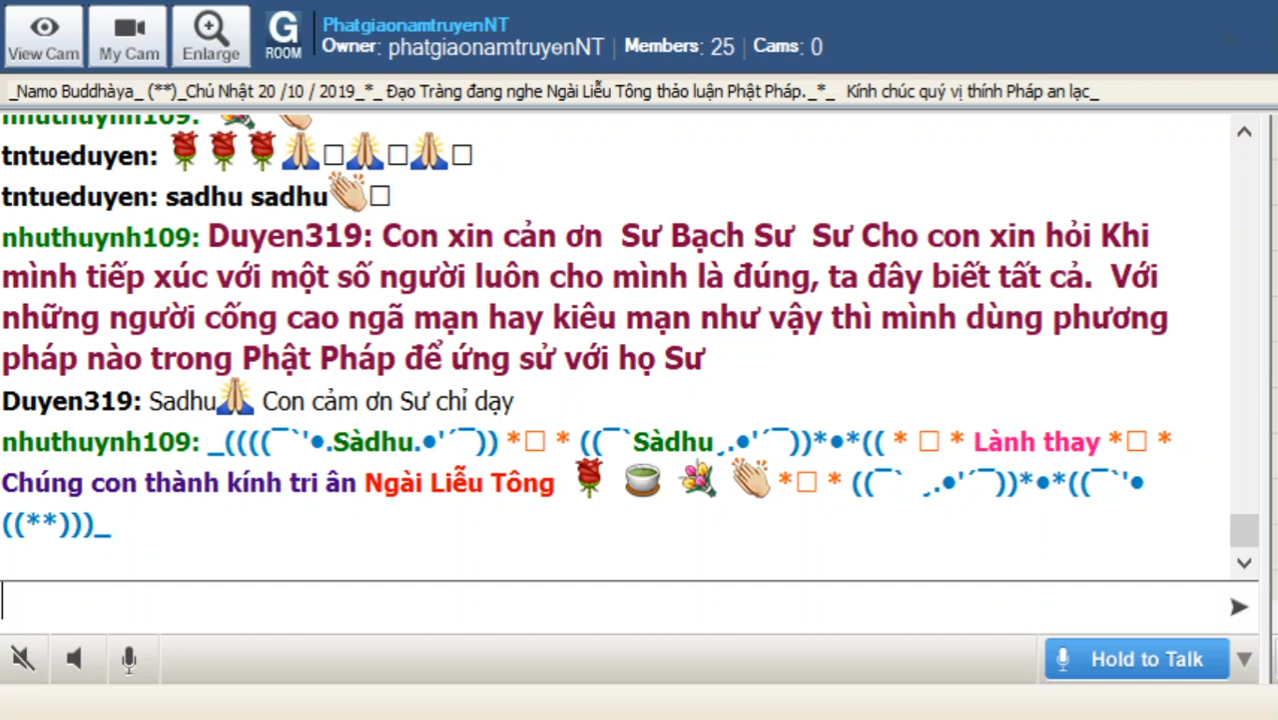 View Cam My Cam Enlarge G ROOM PhatgiaonamtruyenNT
Owner: phatgiaonamtruyenNT | Members: 25 | Cams: 0
_Namo Buddhàya_ (**)_Chủ Nhật 20 /10 / 2019_*_ Đạo Tràng đang nghe Ngài Liễu Tông thảo luận Phật Pháp._*_ Kính chúc quý vị thính Pháp an lạc_
nhuthuynh109:
tntueduyen: 🌹🌹🌹🙏□🙏□🙏□
tntueduyen: sadhu sadhu👏□
nhuthuynh109: Duyen319: Con xin cản ơn Sư Bạch Sư Sư Cho con xin hỏi Khi
mình tiếp xúc với một số người luôn cho mình là đúng, ta đây biết tất cả. Với
những người cống cao ngã mạn hay kiêu mạn như vậy thì mình dùng phương
pháp nào trong Phật Pháp để ứng sử với họ Sư
Duyen319: Sadhu🙏 Con cảm ơn Sư chỉ dạy
nhuthuynh109: _((((¯`'●.Sàdhu.●'´¯)) *□ * ((¯`Sàdhu¸.●'´¯))*●*(( * □ * Lành thay *□ *
Chúng con thành kính tri ân Ngài Liễu Tông 🌹 🍵 💐 👏 *□ * ((¯` ¸.●'´¯))*●*((¯`'●
((**)))_
Hold to Talk